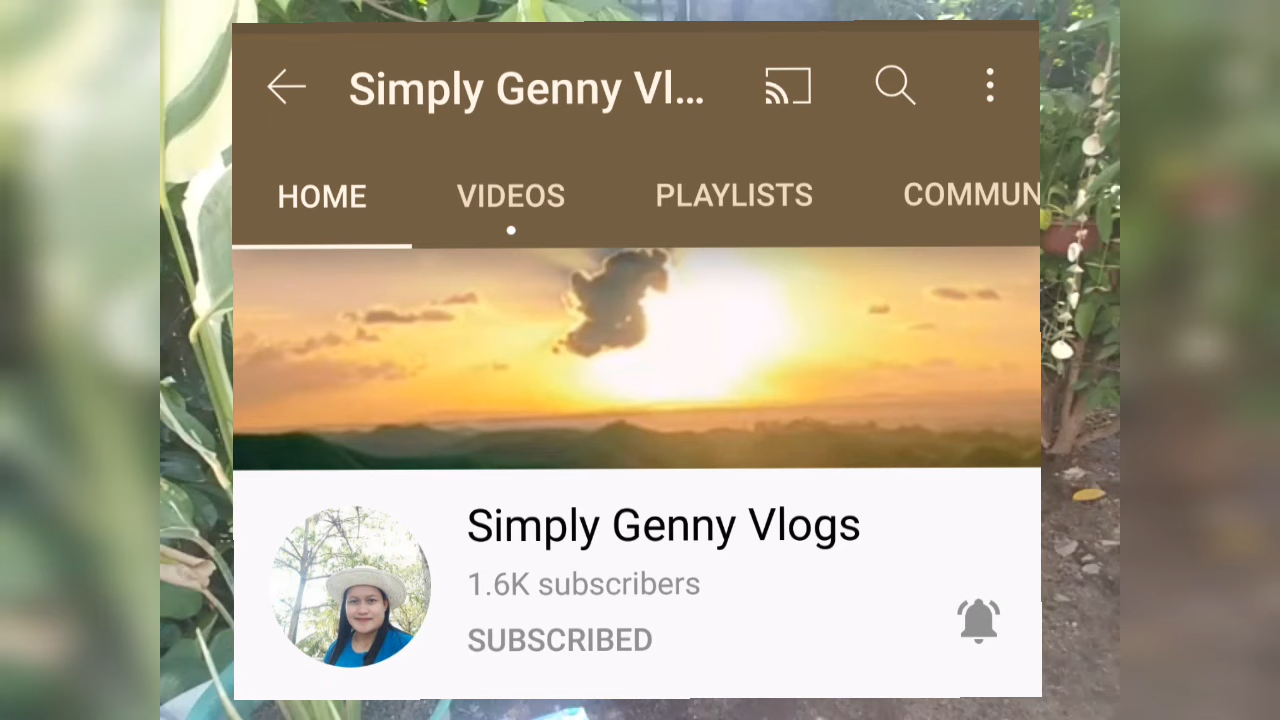 Simply Genny Vl...
HOME VIDEOS PLAYLISTS COMMUN
Simply Genny Vlogs
1.6K subscribers
SUBSCRIBED